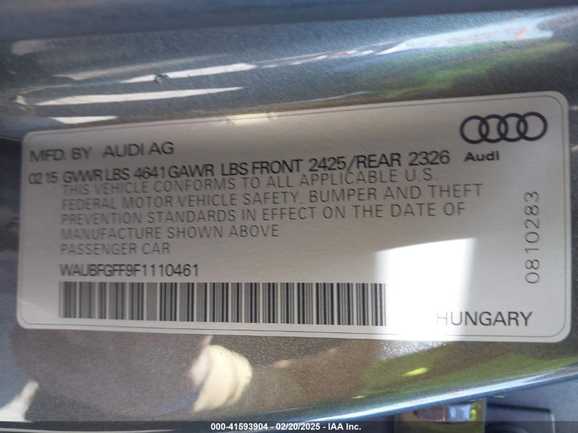 MFD. BY AUDI AG
02 15 GVWR LBS 4641 GAWR LBS FRONT 2425/REAR 2326
Audi
THIS VEHICLE CONFORMS TO ALL APPLICABLE U.S.
FEDERAL MOTOR VEHICLE SAFETY, BUMPER AND THEFT
PREVENTION STANDARDS IN EFFECT ON THE DATE OF
MANUFACTURE SHOWN ABOVE
PASSENGER CAR
WAUBFGFF9F1110461
0810283
HUNGARY
000-41593904 - 02/20/2025 - IAA Inc.